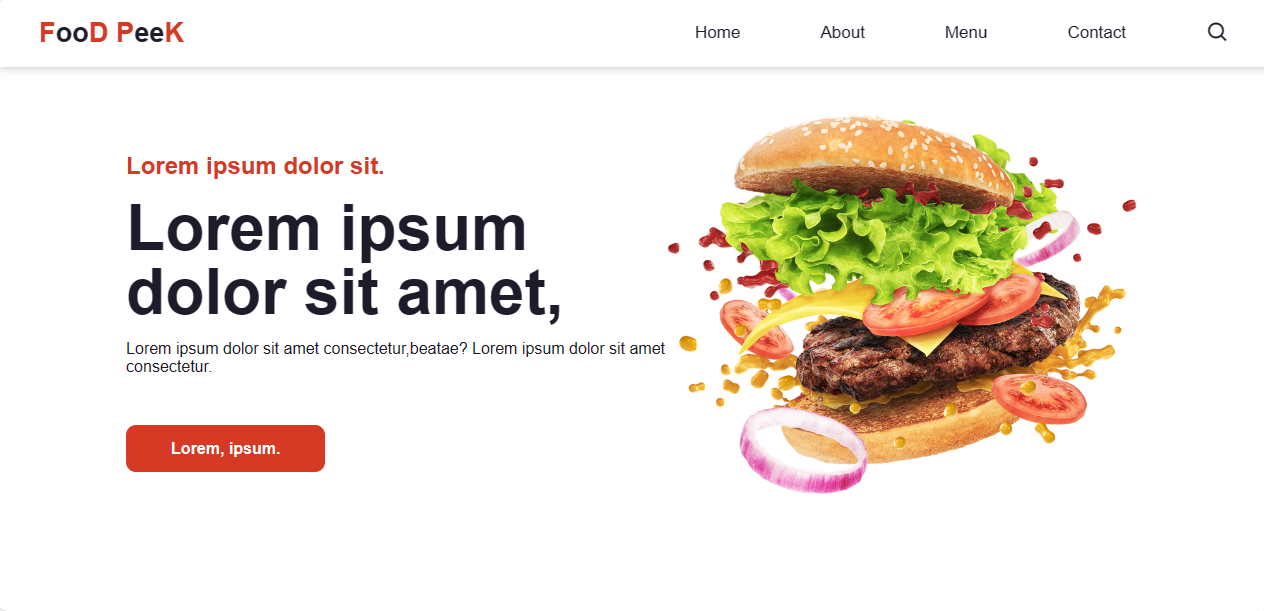 FooD PeeK
Home
About
Menu
Contact
Lorem ipsum dolor sit.
Lorem ipsum
dolor sit amet,
Lorem ipsum dolor sit amet consectetur,beatae? Lorem ipsum dolor sit amet
consectetur.
Lorem, ipsum.